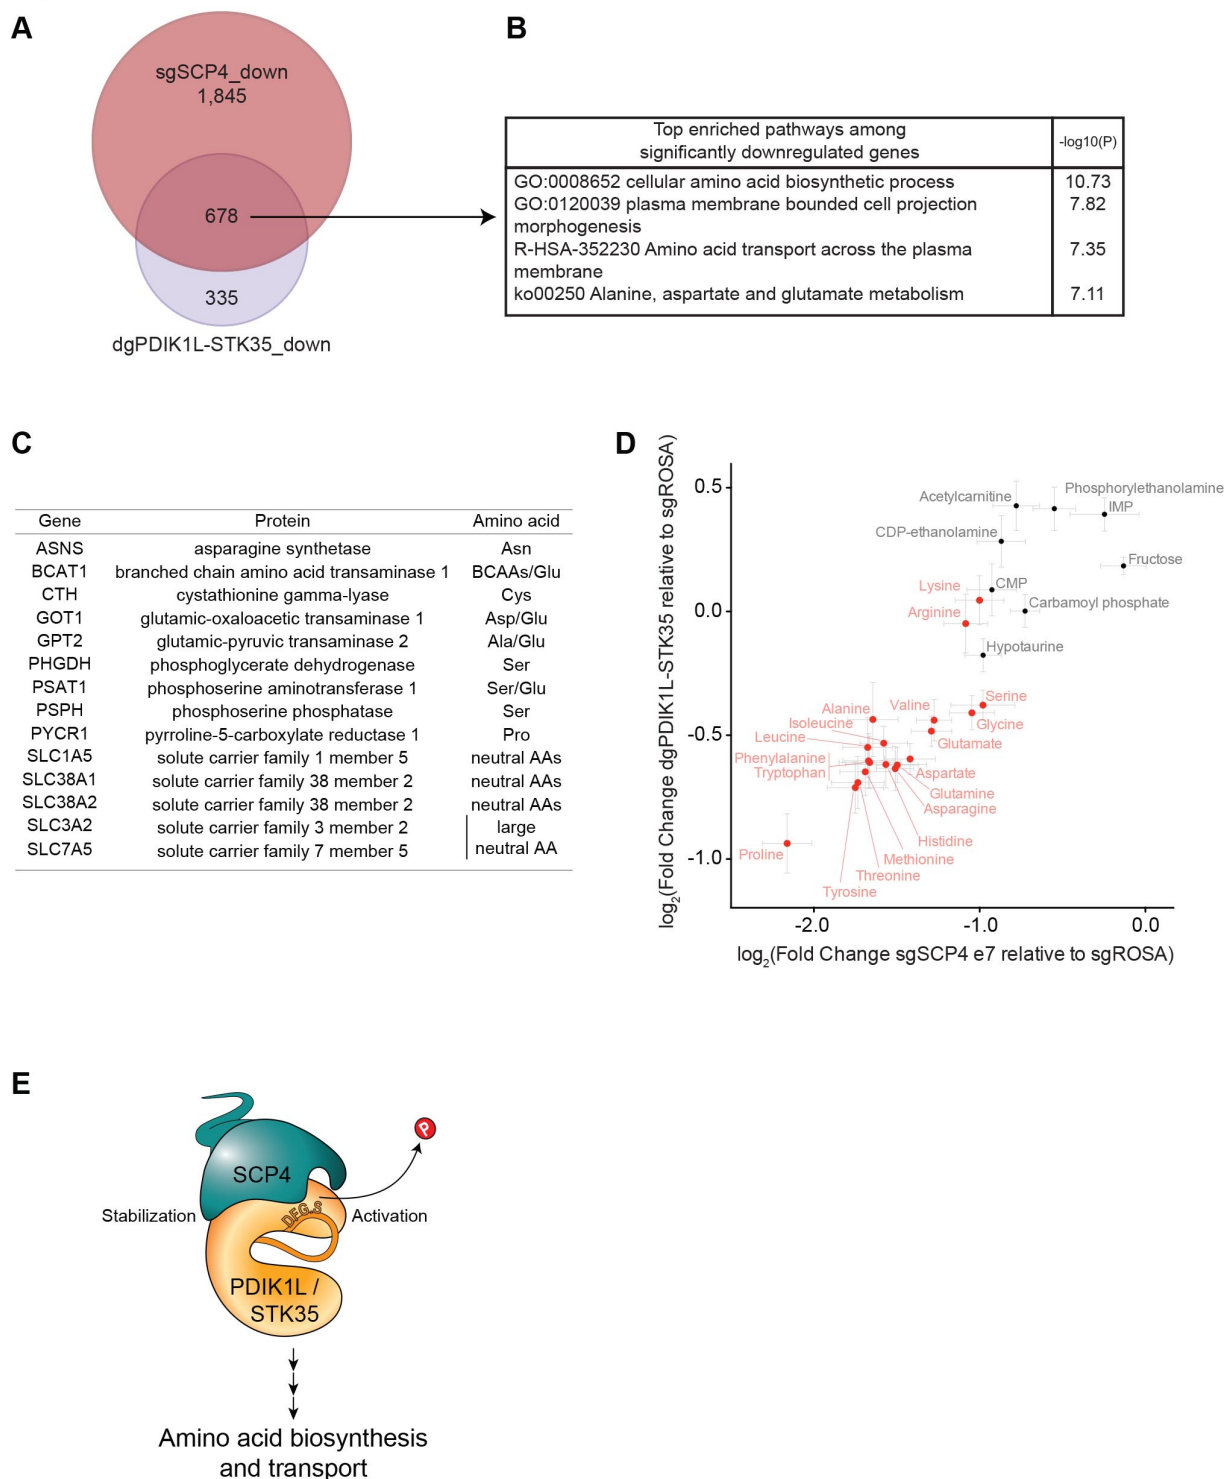 A
sgSCP4_down
1,845
678
335
dgPDIK1L-STK35_down
B
Top enriched pathways among
significantly downregulated genes
-log10(P)
GO:0008652 cellular amino acid biosynthetic process 10.73
GO:0120039 plasma membrane bounded cell projection 7.82
morphogenesis
R-HSA-352230 Amino acid transport across the plasma 7.35
membrane
ko00250 Alanine, aspartate and glutamate metabolism 7.11
C
Gene Protein Amino acid
ASNS asparagine synthetase Asn
BCAT1 branched chain amino acid transaminase 1 BCAAs/Glu
CTH cystathionine gamma-lyase Cys
GOT1 glutamic-oxaloacetic transaminase 1 Asp/Glu
GPT2 glutamic-pyruvic transaminase 2 Ala/Glu
PHGDH phosphoglycerate dehydrogenase Ser
PSAT1 phosphoserine aminotransferase 1 Ser/Glu
PSPH phosphoserine phosphatase Ser
PYCR1 pyrroline-5-carboxylate reductase 1 Pro
SLC1A5 solute carrier family 1 member 5 neutral AAs
SLC38A1 solute carrier family 38 member 2 neutral AAs
SLC38A2 solute carrier family 38 member 2 neutral AAs
SLC3A2 solute carrier family 3 member 2 large
SLC7A5 solute carrier family 7 member 5 neutral AA
D
log2(Fold Change dgPDIK1L-STK35 relative to sgROSA)
0.5
0.0
-0.5
-1.0
Acetylcarnitine
Phosphorylethanolamine
IMP
CDP-ethanolamine
Fructose
Lysine
CMP
Arginine
Carbamoyl phosphate
Hypotaurine
Serine
Alanine
Valine
Glycine
Isoleucine
Leucine
Glutamate
Phenylalanine
Tryptophan
Aspartate
Glutamine
Asparagine
Histidine
Proline
Methionine
Threonine
Tyrosine
-2.0 -1.0 0.0
log2(Fold Change sgSCP4 e7 relative to sgROSA)
E
P
SCP4
Stabilization
DFG..S
Activation
PDIK1L /
STK35
Amino acid biosynthesis
and transport